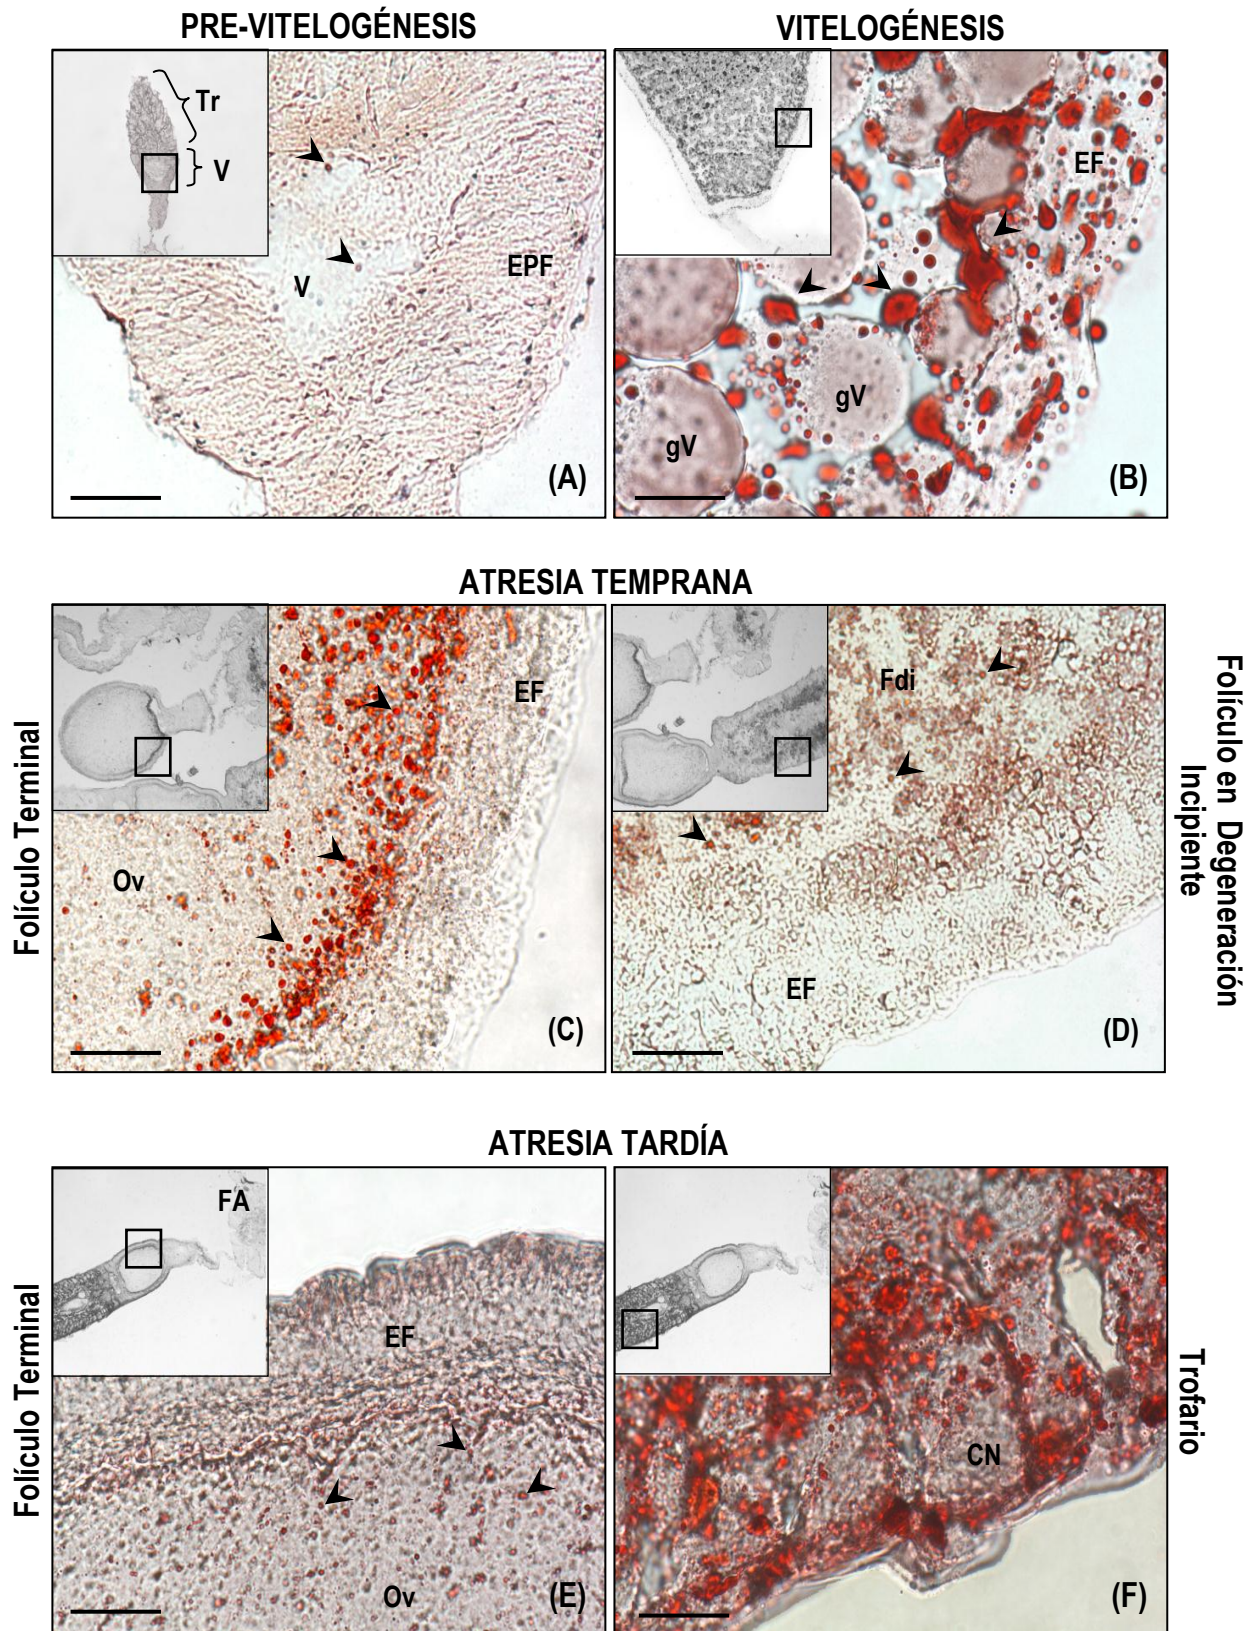 PRE-VITELOGÉNESIS
VITELOGÉNESIS
Tr
V
V
EPF
(A)
EF
gV
gV
(B)
ATRESIA TEMPRANA
Folículo Terminal
EF
Ov
(C)
Fdi
EF
(D)
Folículo en Degeneración
Incipiente
ATRESIA TARDÍA
Folículo Terminal
FA
EF
Ov
(E)
CN
(F)
Trofario